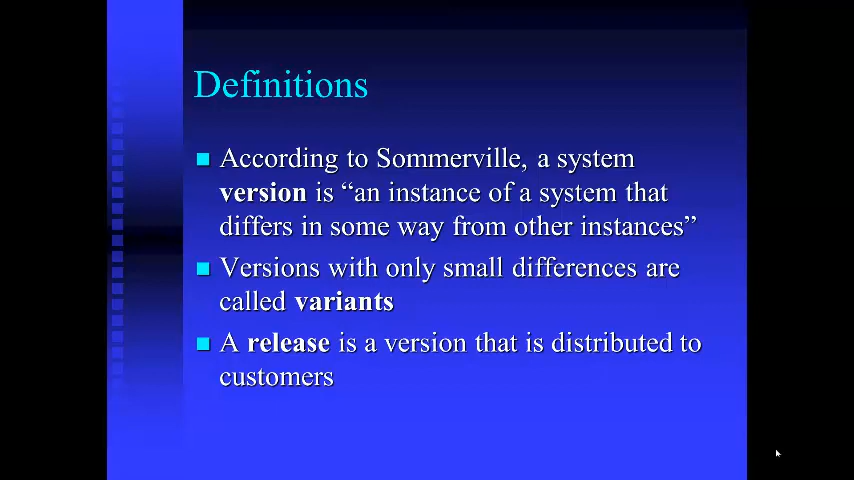 Definitions
According to Sommerville, a system
version is “an instance of a system that
differs in some way from other instances”
Versions with only small differences are
called variants
A release is a version that is distributed to
customers